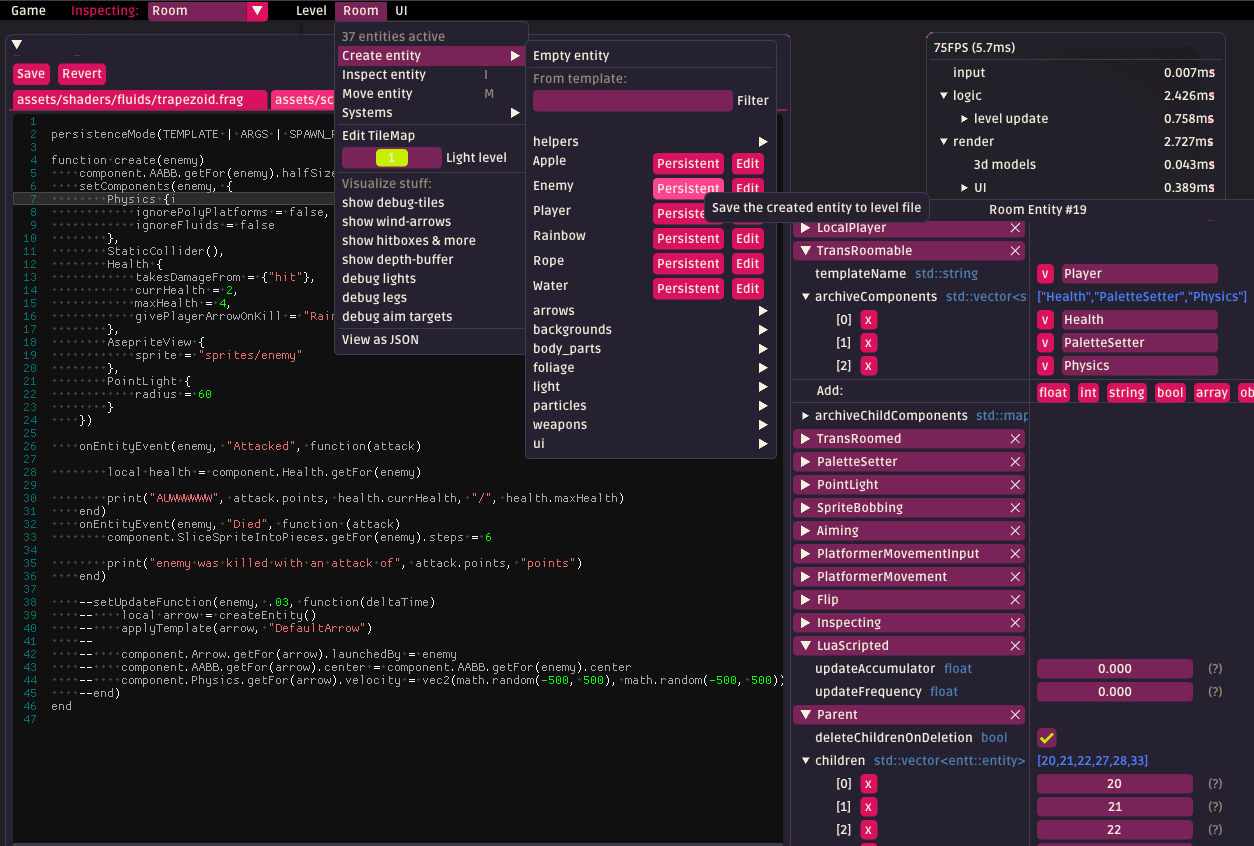 Game Inspecting: Room Level Room UI
Save Revert
assets/shaders/fluids/trapezoid.frag assets/sc
1
2 persistenceMode(TEMPLATE | ARGS | SPAWN_P
3
4 function create(enemy)
5 component.AABB.getFor(enemy).halfSize
6 setComponents(enemy, {
7 Physics {i
8 ignorePolyPlatforms = false,
9 ignoreFluids = false
10 },
11 StaticCollider(),
12 Health {
13 takesDamageFrom = {"hit"},
14 currHealth = 2,
15 maxHealth = 4,
16 givePlayerArrowOnKill = "Rain
17 },
18 AsepriteView {
19 sprite = "sprites/enemy"
20 },
21 PointLight {
22 radius = 60
23 }
24 })
25
26 onEntityEvent(enemy, "Attacked", function(attack)
27
28 local health = component.Health.getFor(enemy)
29
30 print("AUWWWWWW", attack.points, health.currHealth, "/", health.maxHealth)
31 end)
32 onEntityEvent(enemy, "Died", function (attack)
33 component.SliceSpriteIntoPieces.getFor(enemy).steps = 6
34
35 print("enemy was killed with an attack of", attack.points, "points")
36 end)
37
38 --setUpdateFunction(enemy, .03, function(deltaTime)
39 -- local arrow = createEntity()
40 -- applyTemplate(arrow, "DefaultArrow")
41 --
42 -- component.Arrow.getFor(arrow).launchedBy = enemy
43 -- component.AABB.getFor(arrow).center = component.AABB.getFor(enemy).center
44 -- component.Physics.getFor(arrow).velocity = vec2(math.random(-500, 500), math.random(-500, 500))
45 --end)
46 end
47
37 entities active
Create entity
Inspect entity I
Move entity M
Systems
Edit TileMap
1 Light level
Visualize stuff:
show debug-tiles
show wind-arrows
show hitboxes & more
show depth-buffer
debug lights
debug legs
debug aim targets
View as JSON
Empty entity
From template:
Filter
helpers
Apple Persistent Edit
Enemy Persistent Edit
Player Persiste
Rainbow Persistent Edit
Rope Persistent Edit
Water Persistent Edit
arrows
backgrounds
body_parts
foliage
light
particles
weapons
ui
Save the created entity to level file
75FPS (5.7ms)
input 0.007ms
logic 2.426ms
level update 0.758ms
render 2.727ms
3d models 0.043ms
UI 0.389ms
Room Entity #19
LocalPlayer
TransRoomable
templateName std::string v Player
archiveComponents std::vector<s ["Health","PaletteSetter","Physics"]
[0] x v Health
[1] x v PaletteSetter
[2] x v Physics
Add: float int string bool array ob
archiveChildComponents std::map
TransRoomed
PaletteSetter
PointLight
SpriteBobbing
Aiming
PlatformerMovementInput
PlatformerMovement
Flip
Inspecting
LuaScripted
updateAccumulator float 0.000 (?)
updateFrequency float 0.000 (?)
Parent
deleteChildrenOnDeletion bool
children std::vector<entt::entity> [20,21,22,27,28,33]
[0] x 20 (?)
[1] x 21 (?)
[2] x 22 (?)